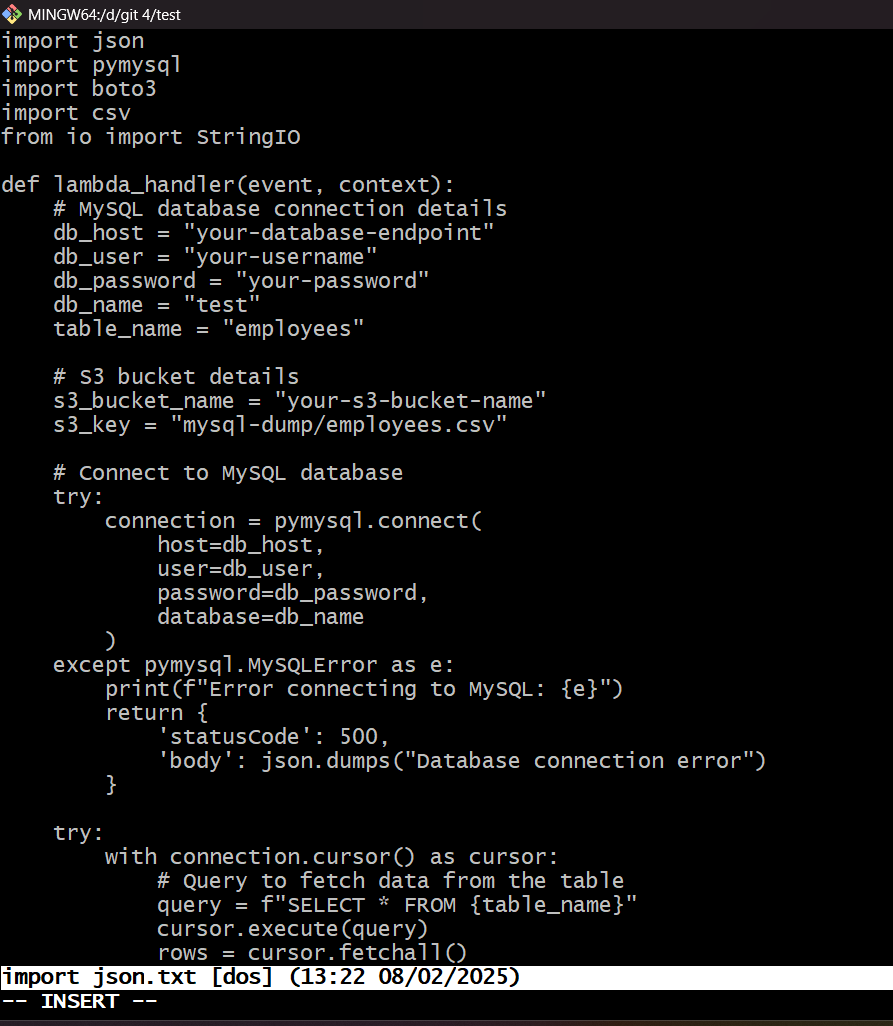 MINGW64:/d/git 4/test
import json
import pymysql
import boto3
import csv
from io import StringIO

def lambda_handler(event, context):
    # MySQL database connection details
    db_host = "your-database-endpoint"
    db_user = "your-username"
    db_password = "your-password"
    db_name = "test"
    table_name = "employees"

    # S3 bucket details
    s3_bucket_name = "your-s3-bucket-name"
    s3_key = "mysql-dump/employees.csv"

    # Connect to MySQL database
    try:
        connection = pymysql.connect(
            host=db_host,
            user=db_user,
            password=db_password,
            database=db_name
        )
    except pymysql.MySQLError as e:
        print(f"Error connecting to MySQL: {e}")
        return {
            'statusCode': 500,
            'body': json.dumps("Database connection error")
        }

    try:
        with connection.cursor() as cursor:
            # Query to fetch data from the table
            query = f"SELECT * FROM {table_name}"
            cursor.execute(query)
            rows = cursor.fetchall()
import json.txt [dos] (13:22 08/02/2025)
-- INSERT --